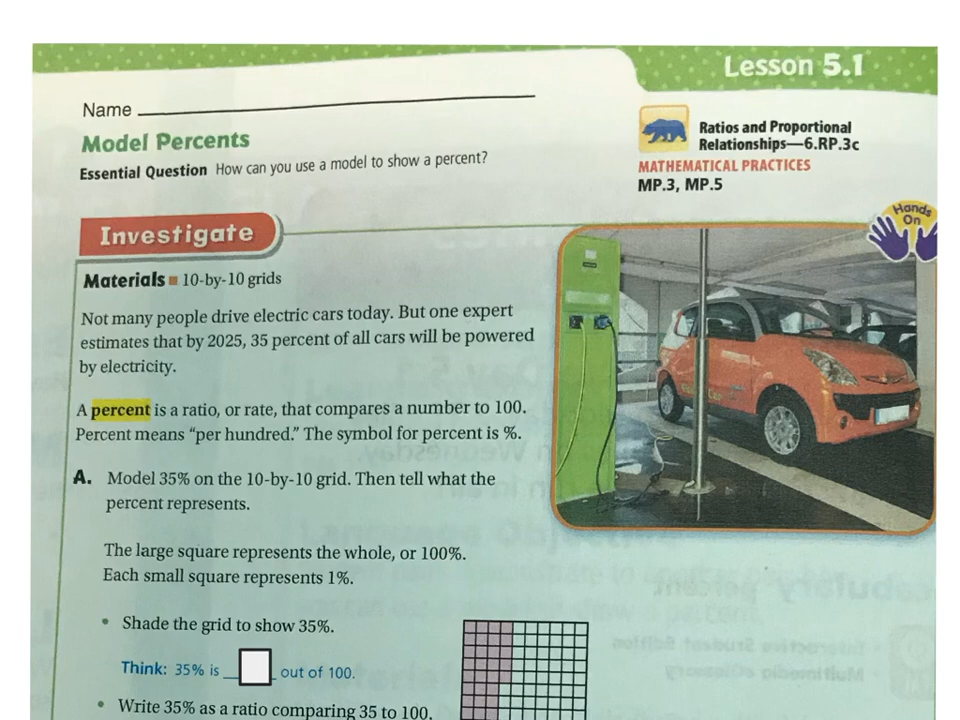 Lesson 5.1
Name
Model Percents
Essential Question How can you use a model to show a percent?
Ratios and Proportional
Relationships—6.RP.3c
MATHEMATICAL PRACTICES
MP.3, MP.5
Hands
On
Investigate
Materials ■ 10-by-10 grids
Not many people drive electric cars today. But one expert
estimates that by 2025, 35 percent of all cars will be powered
by electricity.
A percent is a ratio, or rate, that compares a number to 100.
Percent means “per hundred.” The symbol for percent is %.
A. Model 35% on the 10-by-10 grid. Then tell what the
percent represents.
The large square represents the whole, or 100%.
Each small square represents 1%.
• Shade the grid to show 35%.
Think: 35% is ___ out of 100.
• Write 35% as a ratio comparing 35 to 100.